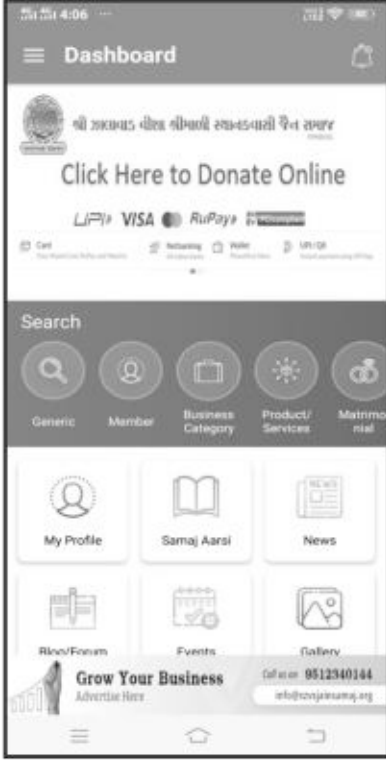 4:06
Dashboard
શ્રી ઝાલાવાડ વીશા શ્રીમાળી સ્થાનકવાસી જૈન સમાજ
Click Here to Donate Online
UPI VISA RuPay
Card Netbanking Wallet UPI / QR
Search
Generic
Member
Business
Category
Product/
Services
Matrimo
nial
NEWS
My Profile
Samaj Aarsi
News
Blog/Forum
Events
Gallery
Grow Your Business
Advertise Here
Call us on 9512340144
info@szvsjainsamaj.org